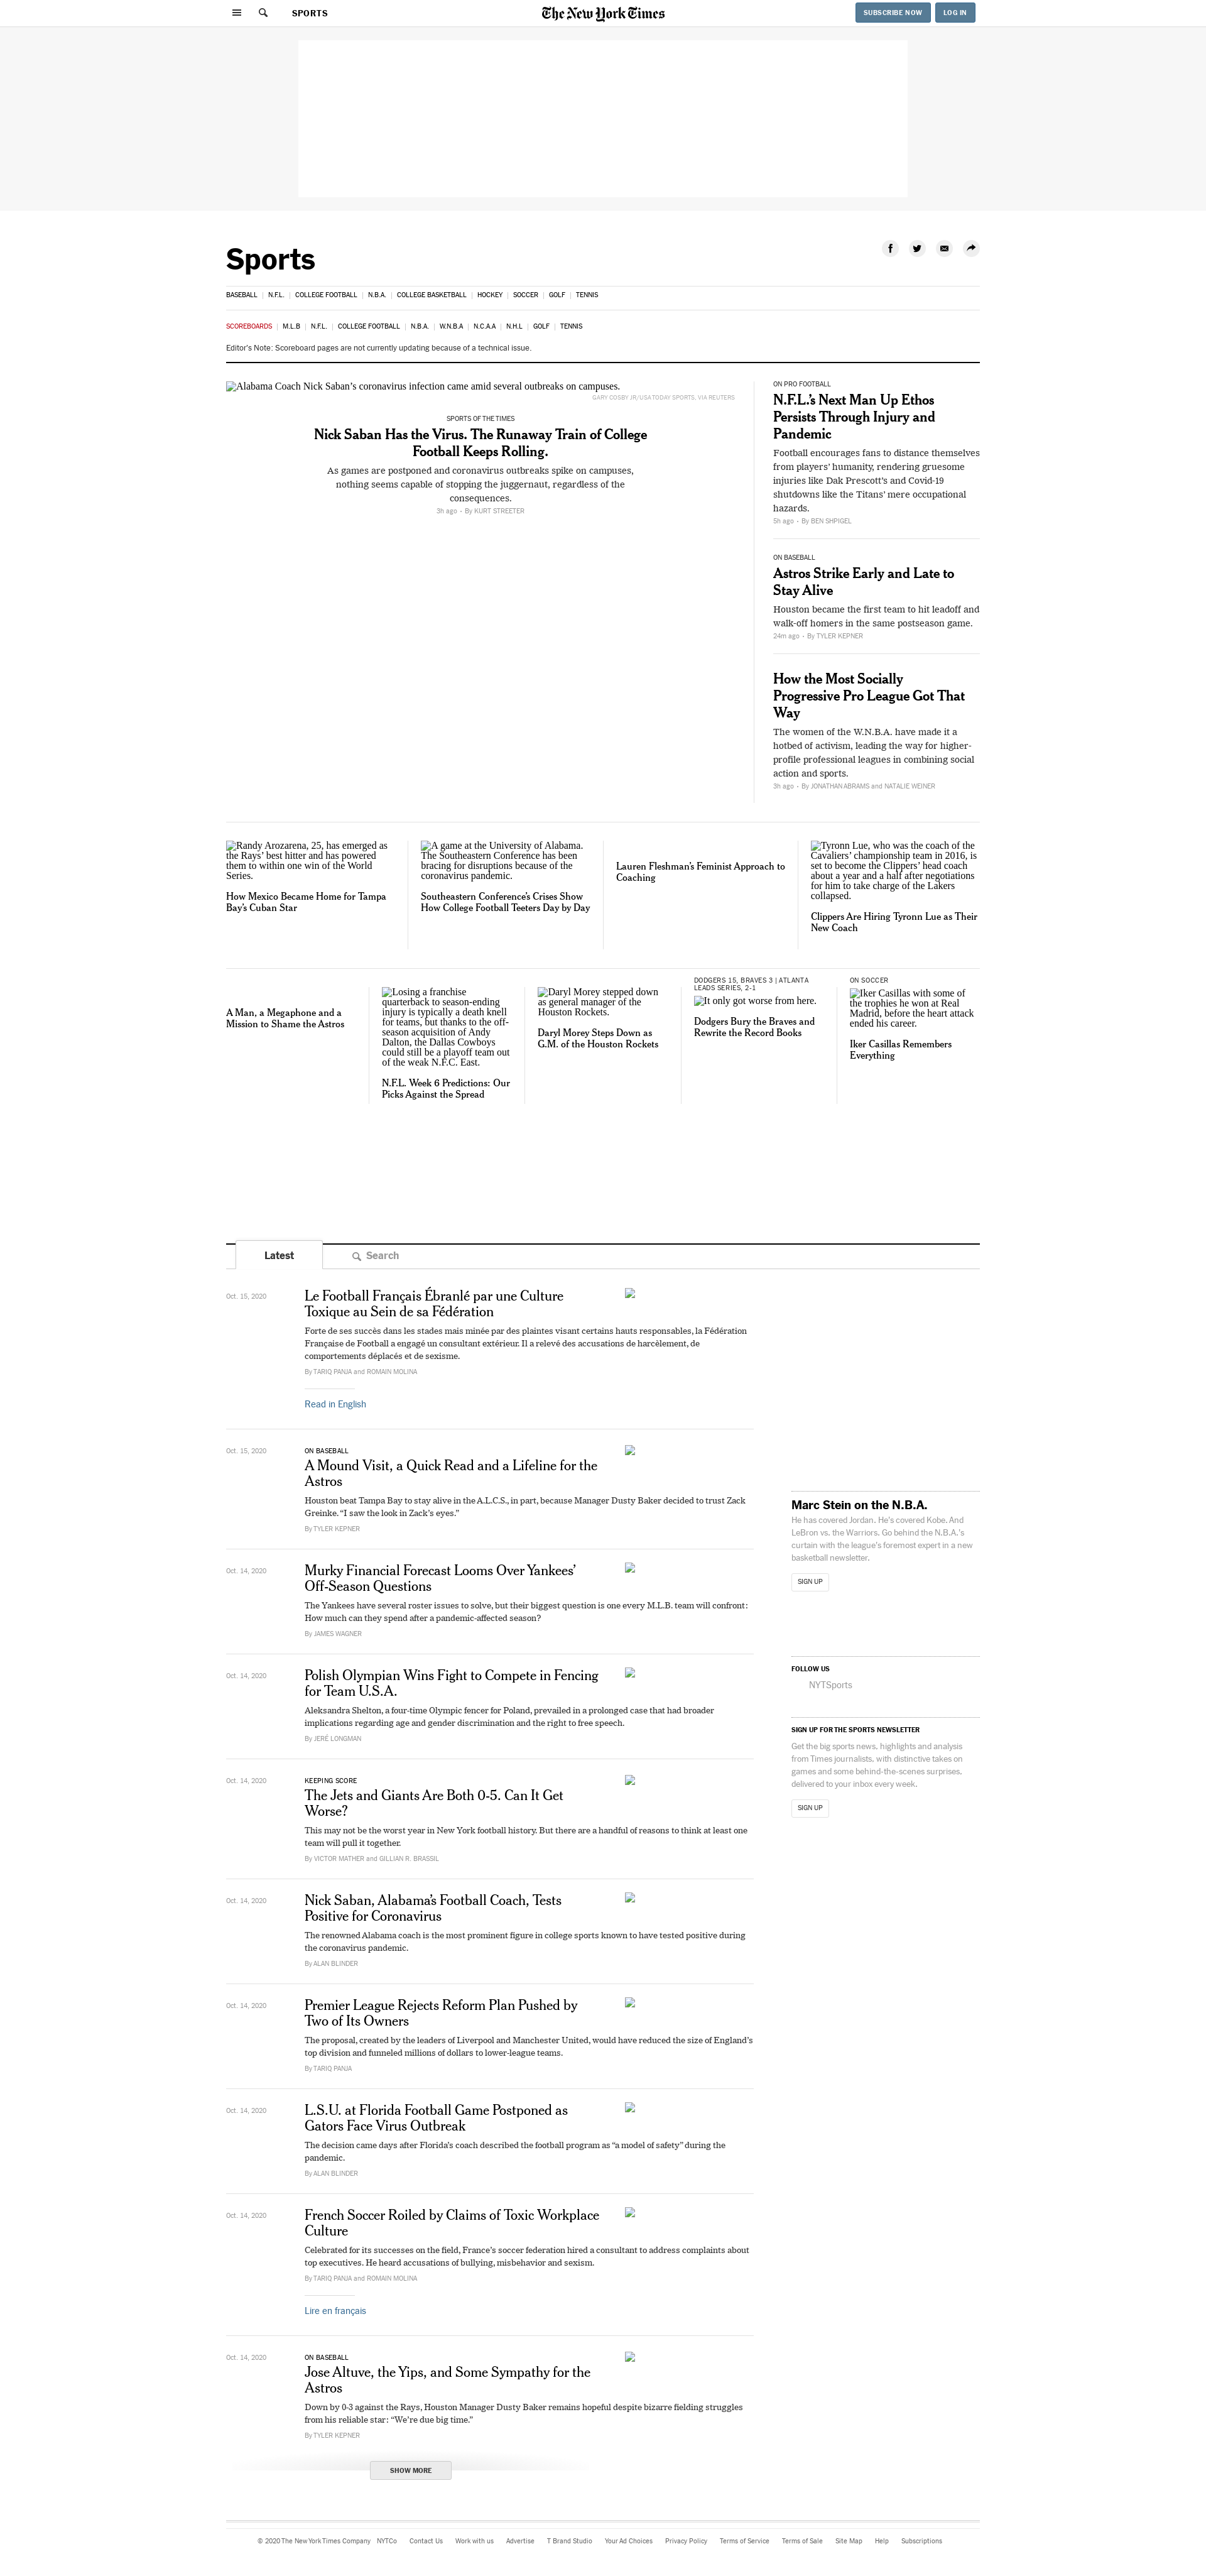 SPORTS
The New York Times
SUBSCRIBE NOW
LOG IN
Sports
BASEBALL | N.F.L. | COLLEGE FOOTBALL | N.B.A. | COLLEGE BASKETBALL | HOCKEY | SOCCER | GOLF | TENNIS
SCOREBOARDS | M.L.B | N.F.L. | COLLEGE FOOTBALL | N.B.A. | W.N.B.A | N.C.A.A | N.H.L | GOLF | TENNIS
Editor's Note: Scoreboard pages are not currently updating because of a technical issue.
Alabama Coach Nick Saban's coronavirus infection came amid several outbreaks on campuses.
GARY COSBY JR/USA TODAY SPORTS, VIA REUTERS
SPORTS OF THE TIMES
Nick Saban Has the Virus. The Runaway Train of College
Football Keeps Rolling.
As games are postponed and coronavirus outbreaks spike on campuses,
nothing seems capable of stopping the juggernaut, regardless of the
consequences.
3h ago · By KURT STREETER
ON PRO FOOTBALL
N.F.L.'s Next Man Up Ethos
Persists Through Injury and
Pandemic
Football encourages fans to distance themselves
from players' humanity, rendering gruesome
injuries like Dak Prescott's and Covid-19
shutdowns like the Titans' mere occupational
hazards.
5h ago · By BEN SHPIGEL
ON BASEBALL
Astros Strike Early and Late to
Stay Alive
Houston became the first team to hit leadoff and
walk-off homers in the same postseason game.
24m ago · By TYLER KEPNER
How the Most Socially
Progressive Pro League Got That
Way
The women of the W.N.B.A. have made it a
hotbed of activism, leading the way for higher-
profile professional leagues in combining social
action and sports.
3h ago · By JONATHAN ABRAMS and NATALIE WEINER
Randy Arozarena, 25, has emerged
as the Rays' best hitter and has powered
them to within one win of the World
Series.
How Mexico Became Home for Tampa
Bay's Cuban Star
A game at the University of Alabama.
The Southeastern Conference has been
bracing for disruptions because of the
coronavirus pandemic.
Southeastern Conference's Crises Show
How College Football Teeters Day by Day
Lauren Fleshman's Feminist Approach to
Coaching
Tyronn Lue, who was the coach of the
Cavaliers' championship team in 2016, is
set to become the Clippers' head coach
about a year and a half after negotiations
for him to take charge of the Lakers
collapsed.
Clippers Are Hiring Tyronn Lue as Their
New Coach
A Man, a Megaphone and a
Mission to Shame the Astros
Losing a franchise
quarterback to season-ending
injury is typically a death knell
for teams, but thanks to the off-
season acquisition of Andy
Dalton, the Dallas Cowboys
could still be a playoff team out
of the weak N.F.C. East.
N.F.L. Week 6 Predictions: Our
Picks Against the Spread
Daryl Morey stepped down
as general manager of the
Houston Rockets.
Daryl Morey Steps Down as
G.M. of the Houston Rockets
DODGERS 15, BRAVES 3 | ATLANTA
LEADS SERIES, 2-1
It only got worse from here.
Dodgers Bury the Braves and
Rewrite the Record Books
ON SOCCER
Iker Casillas with some of
the trophies he won at Real
Madrid, before the heart attack
ended his career.
Iker Casillas Remembers
Everything
Latest
Search
Oct. 15, 2020
Le Football Français Ébranlé par une Culture
Toxique au Sein de sa Fédération
Forte de ses succès dans les stades mais minée par des plaintes visant certains hauts responsables, la Fédération
Française de Football a engagé un consultant extérieur. Il a relevé des accusations de harcèlement, de
comportements déplacés et de sexisme.
By TARIQ PANJA and ROMAIN MOLINA
Read in English
Oct. 15, 2020
ON BASEBALL
A Mound Visit, a Quick Read and a Lifeline for the
Astros
Houston beat Tampa Bay to stay alive in the A.L.C.S., in part, because Manager Dusty Baker decided to trust Zack
Greinke. “I saw the look in Zack's eyes.”
By TYLER KEPNER
Oct. 14, 2020
Murky Financial Forecast Looms Over Yankees'
Off-Season Questions
The Yankees have several roster issues to solve, but their biggest question is one every M.L.B. team will confront:
How much can they spend after a pandemic-affected season?
By JAMES WAGNER
Oct. 14, 2020
Polish Olympian Wins Fight to Compete in Fencing
for Team U.S.A.
Aleksandra Shelton, a four-time Olympic fencer for Poland, prevailed in a prolonged case that had broader
implications regarding age and gender discrimination and the right to free speech.
By JERÉ LONGMAN
Oct. 14, 2020
KEEPING SCORE
The Jets and Giants Are Both 0-5. Can It Get
Worse?
This may not be the worst year in New York football history. But there are a handful of reasons to think at least one
team will pull it together.
By VICTOR MATHER and GILLIAN R. BRASSIL
Oct. 14, 2020
Nick Saban, Alabama's Football Coach, Tests
Positive for Coronavirus
The renowned Alabama coach is the most prominent figure in college sports known to have tested positive during
the coronavirus pandemic.
By ALAN BLINDER
Oct. 14, 2020
Premier League Rejects Reform Plan Pushed by
Two of Its Owners
The proposal, created by the leaders of Liverpool and Manchester United, would have reduced the size of England's
top division and funneled millions of dollars to lower-league teams.
By TARIQ PANJA
Oct. 14, 2020
L.S.U. at Florida Football Game Postponed as
Gators Face Virus Outbreak
The decision came days after Florida's coach described the football program as “a model of safety” during the
pandemic.
By ALAN BLINDER
Oct. 14, 2020
French Soccer Roiled by Claims of Toxic Workplace
Culture
Celebrated for its successes on the field, France's soccer federation hired a consultant to address complaints about
top executives. He heard accusations of bullying, misbehavior and sexism.
By TARIQ PANJA and ROMAIN MOLINA
Lire en français
Oct. 14, 2020
ON BASEBALL
Jose Altuve, the Yips, and Some Sympathy for the
Astros
Down by 0-3 against the Rays, Houston Manager Dusty Baker remains hopeful despite bizarre fielding struggles
from his reliable star: “We're due big time.”
By TYLER KEPNER
SHOW MORE
Marc Stein on the N.B.A.
He has covered Jordan. He's covered Kobe. And
LeBron vs. the Warriors. Go behind the N.B.A.'s
curtain with the league's foremost expert in a new
basketball newsletter.
SIGN UP
FOLLOW US
NYTSports
SIGN UP FOR THE SPORTS NEWSLETTER
Get the big sports news, highlights and analysis
from Times journalists, with distinctive takes on
games and some behind-the-scenes surprises,
delivered to your inbox every week.
SIGN UP
© 2020 The New York Times Company NYTCo Contact Us Work with us Advertise T Brand Studio Your Ad Choices Privacy Policy Terms of Service Terms of Sale Site Map Help Subscriptions